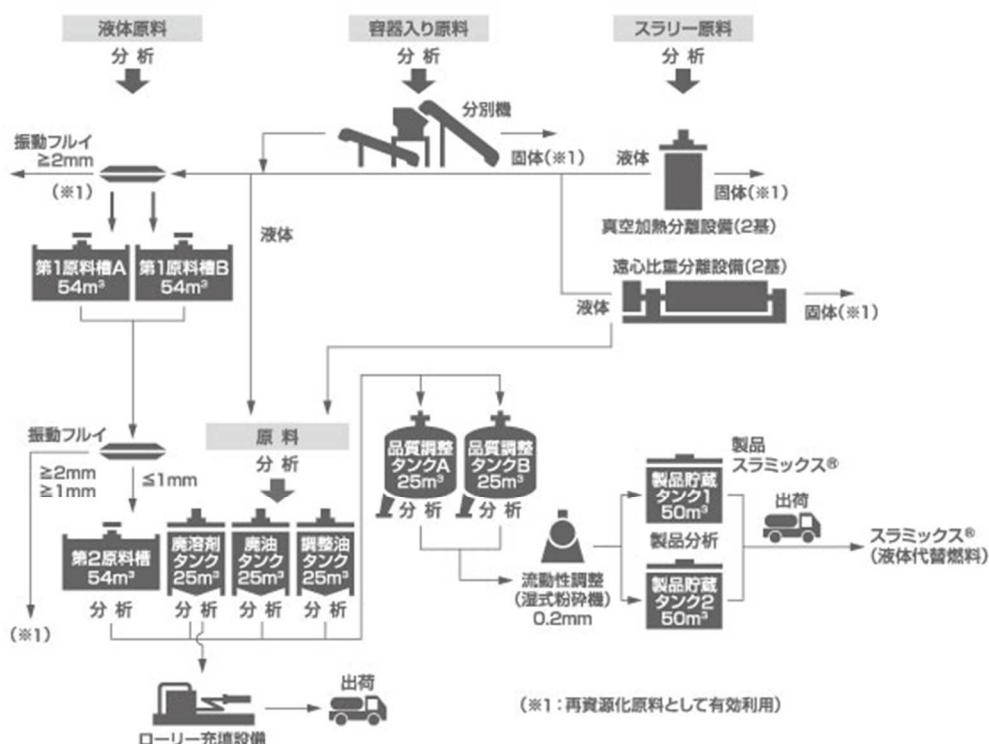 液体原料
分析
容器入り原料
分析
スラリー原料
分析
分別機
固体(※1)
振動フルイ
≧2mm
(※1)
液体
固体(※1)
真空加熱分離設備(2基)
第1原料槽A
54m³
第1原料槽B
54m³
液体
遠心比重分離設備(2基)
液体
固体(※1)
振動フルイ
≧2mm
≧1mm
≦1mm
(※1)
原料
分析
第2原料槽
54m³
分析
廃溶剤
タンク
25m³
分析
廃油
タンク
25m³
分析
調整油
タンク
25m³
分析
品質調整
タンクA
25m³
分析
品質調整
タンクB
25m³
分析
流動性調整
(湿式粉砕機)
0.2mm
製品
スラミックス®
製品貯蔵
タンク1
50m³
製品分析
製品貯蔵
タンク2
50m³
出荷
スラミックス®
(液体代替燃料)
ローリー充填設備
出荷
(※1:再資源化原料として有効利用)